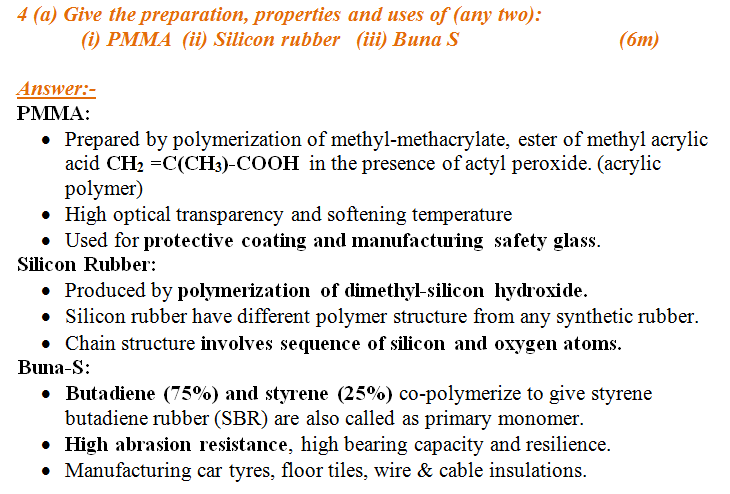 4 (a) Give the preparation, properties and uses of (any two):
(i) PMMA (ii) Silicon rubber (iii) Buna S (6m)
Answer:-
PMMA:
• Prepared by polymerization of methyl-methacrylate, ester of methyl acrylic
acid CH₂ =C(CH₃)-COOH in the presence of actyl peroxide. (acrylic
polymer)
• High optical transparency and softening temperature
• Used for protective coating and manufacturing safety glass.
Silicon Rubber:
• Produced by polymerization of dimethyl-silicon hydroxide.
• Silicon rubber have different polymer structure from any synthetic rubber.
• Chain structure involves sequence of silicon and oxygen atoms.
Buna-S:
• Butadiene (75%) and styrene (25%) co-polymerize to give styrene
butadiene rubber (SBR) are also called as primary monomer.
• High abrasion resistance, high bearing capacity and resilience.
• Manufacturing car tyres, floor tiles, wire & cable insulations.